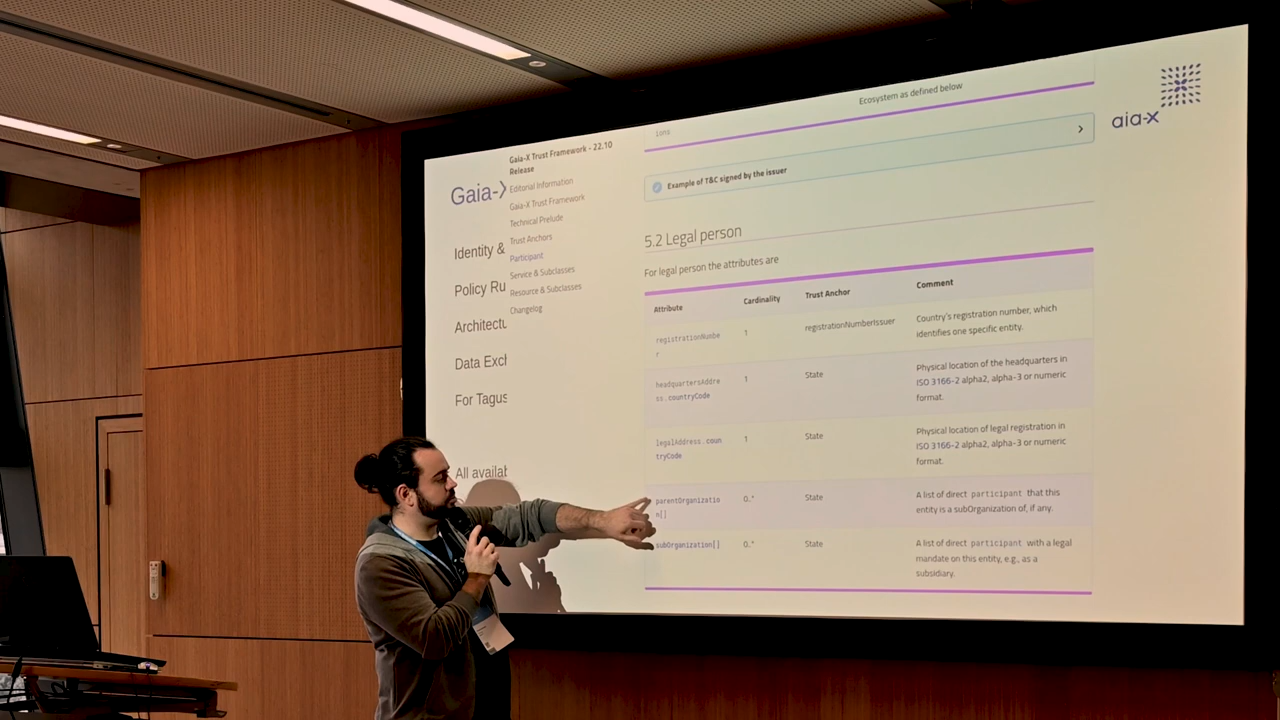 Ecosystem as defined below
ions
aia-x
Example of T&C signed by the issuer
Gaia-X Trust Framework - 22.10
Release
Editorial Information
Gaia-X Trust Framework
Technical Prelude
Trust Anchors
Participant
Service & Subclasses
Resource & Subclasses
Changelog
Gaia-X
Identity &
Policy Ru
Architectu
Data Excl
For Tagus
All availat
5.2 Legal person
For legal person the attributes are
Attribute Cardinality Trust Anchor Comment
registrationNumbe
r
1 registrationNumberIssuer
Country's registration number, which
identifies one specific entity.
headquartersAddre
ss.countryCode
1 State
Physical location of the headquarters in
ISO 3166-2 alpha2, alpha-3 or numeric
format.
legalAddress.coun
tryCode
1 State
Physical location of legal registration in
ISO 3166-2 alpha2, alpha-3 or numeric
format.
parentOrganizatio
n[]
0..* State
A list of direct participant that this
entity is a subOrganization of, if any.
subOrganization[]
0..* State
A list of direct participant with a legal
mandate on this entity, e.g., as a
subsidiary.